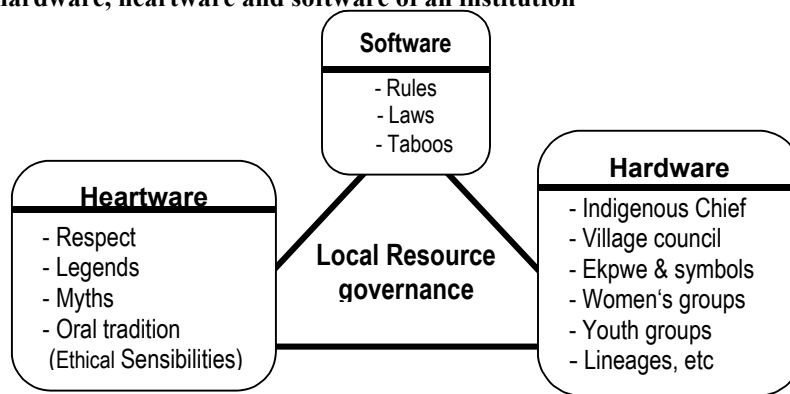 hardware, heartware and software of an institution
Software
- Rules
- Laws
- Taboos
Heartware
- Respect
- Legends
- Myths
- Oral tradition
(Ethical Sensibilities)
Local Resource
governance
Hardware
- Indigenous Chief
- Village council
- Ekpwe & symbols
- Women‘s groups
- Youth groups
- Lineages, etc